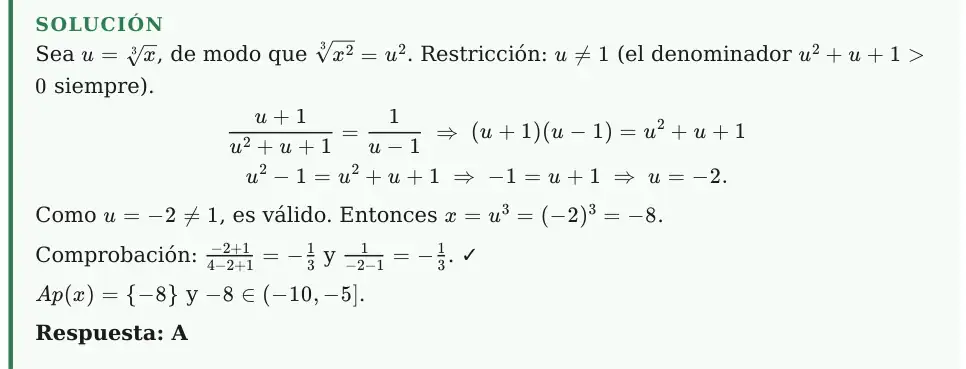 SOLUCIÓN
Sea u = ∛x, de modo que ∛x² = u². Restricción: u ≠ 1 (el denominador u² + u + 1 >
0 siempre).
(u + 1)/(u² + u + 1) = 1/(u − 1) ⇒ (u + 1)(u − 1) = u² + u + 1
u² − 1 = u² + u + 1 ⇒ −1 = u + 1 ⇒ u = −2.
Como u = −2 ≠ 1, es válido. Entonces x = u³ = (−2)³ = −8.
Comprobación: (−2+1)/(4−2+1) = −1/3 y 1/(−2−1) = −1/3. ✓
Ap(x) = {−8} y −8 ∈ (−10, −5].
Respuesta: A